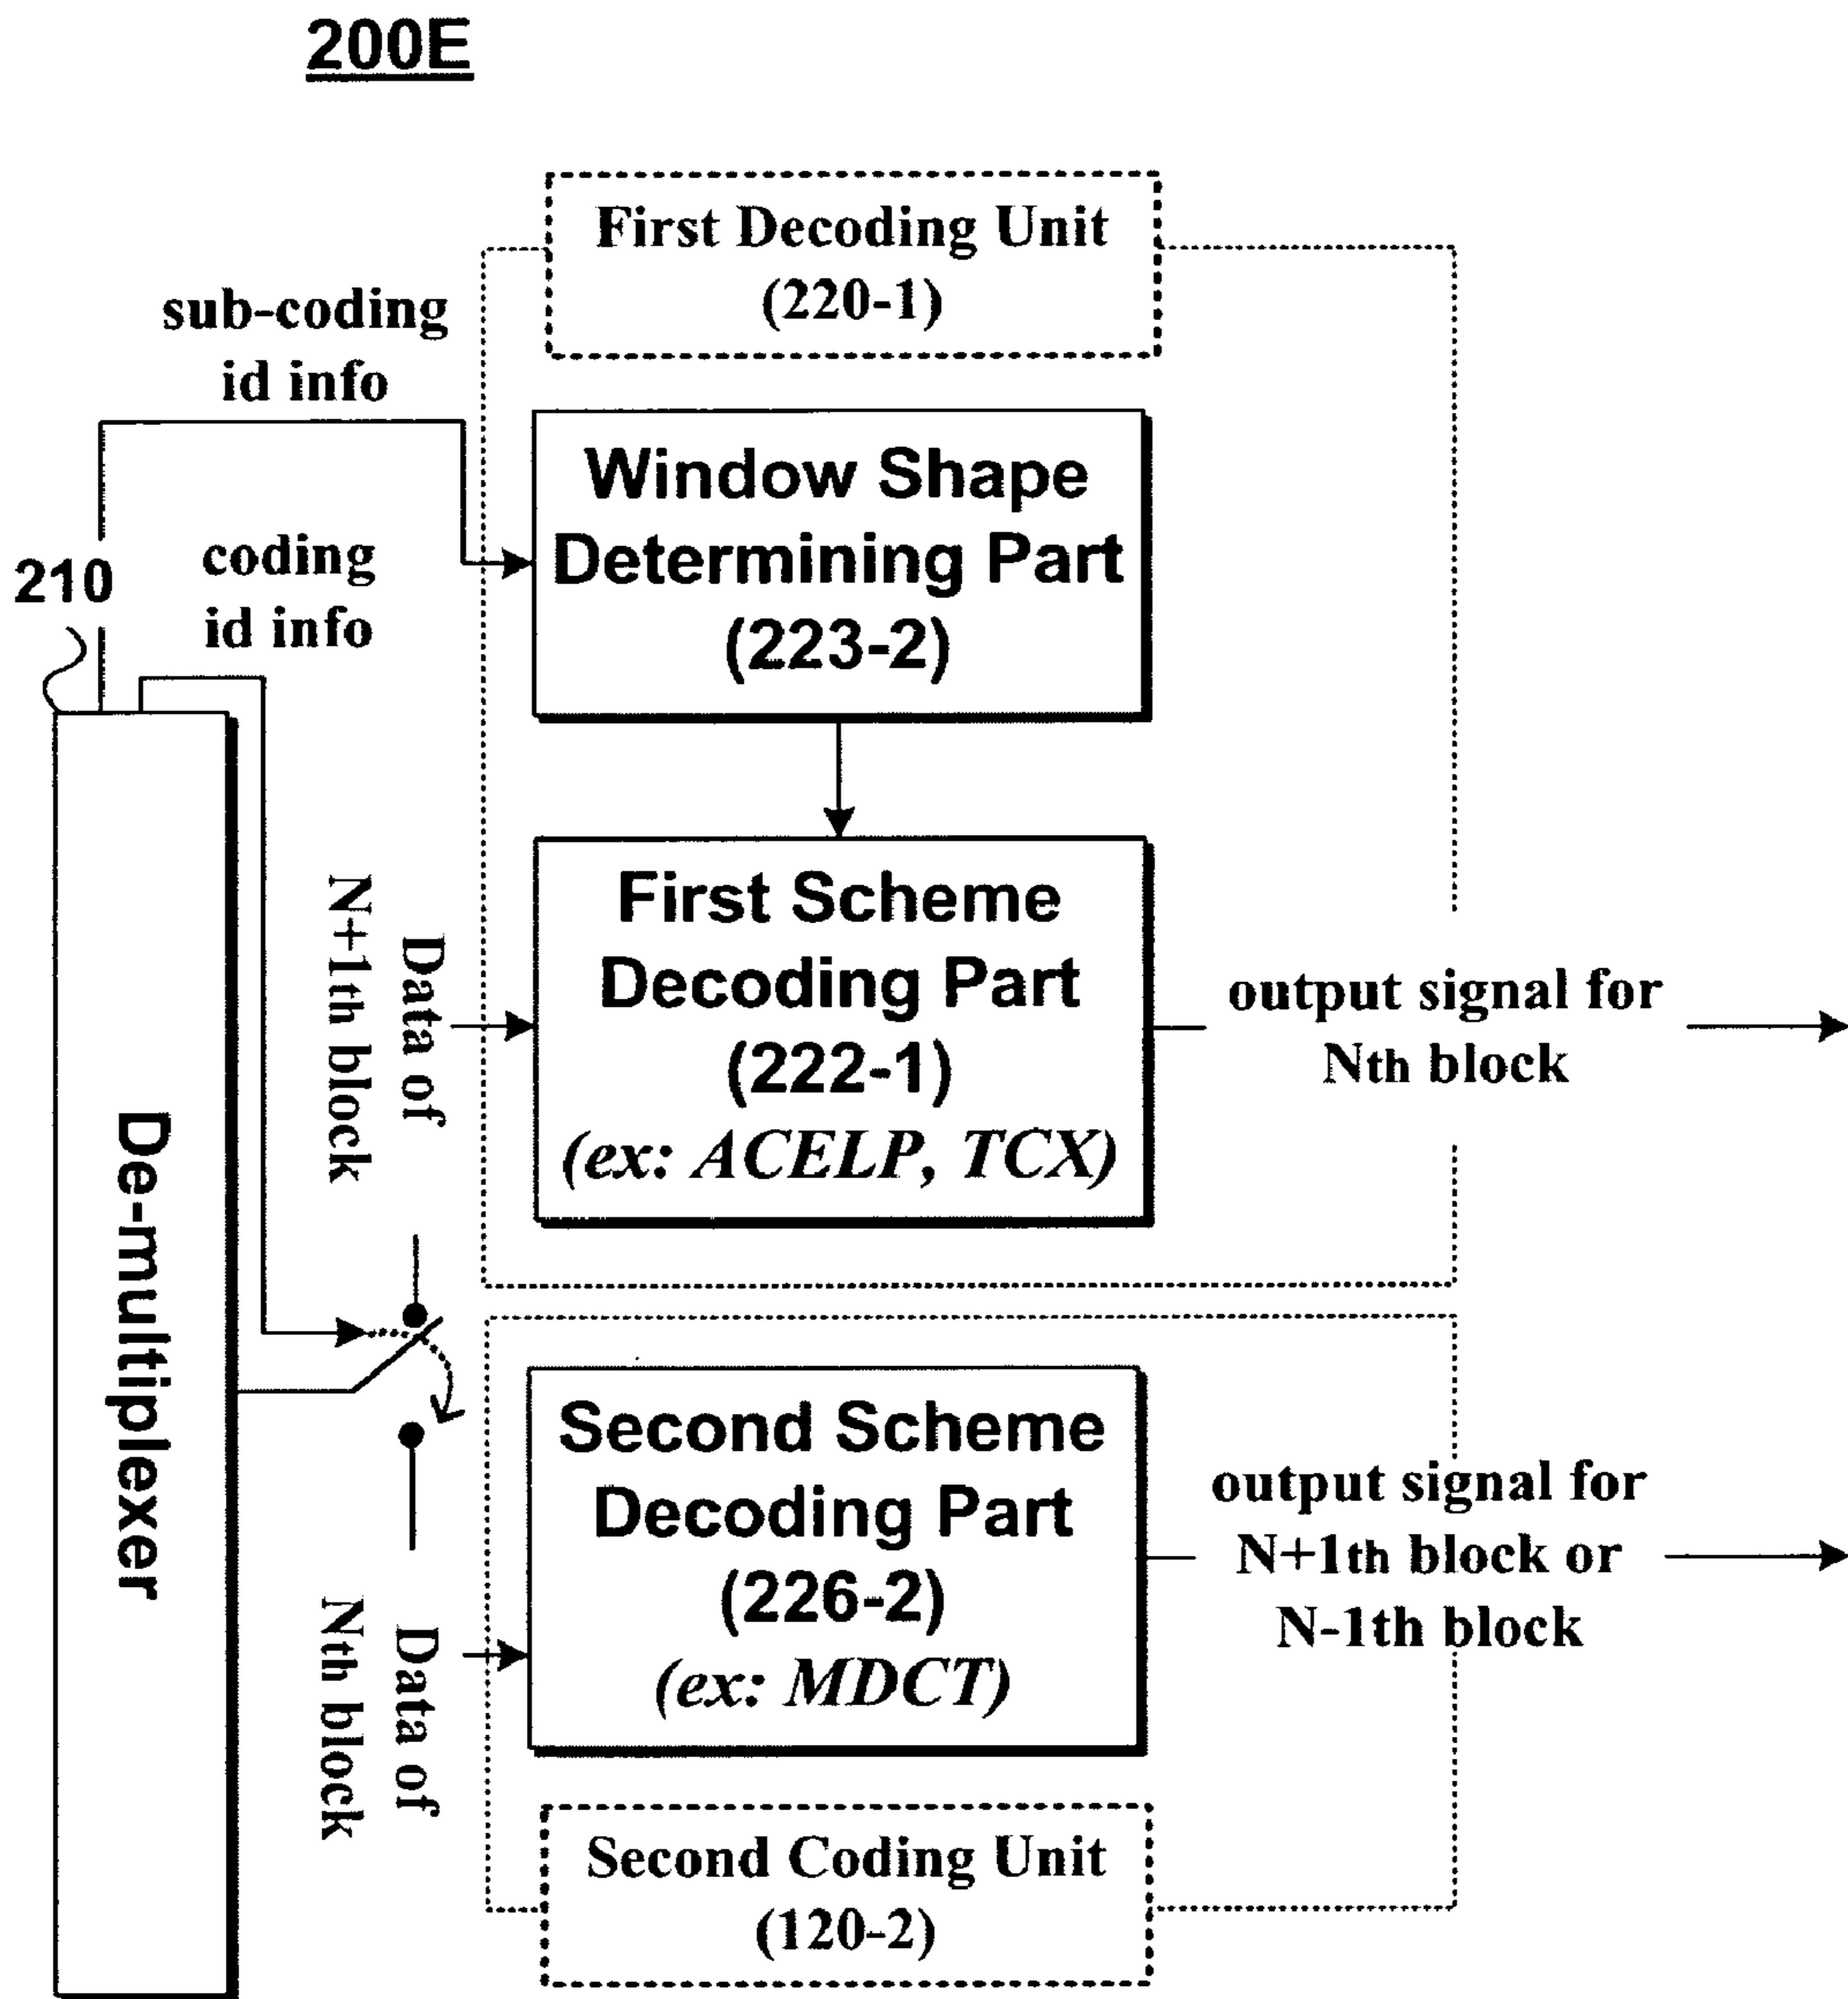 200E
First Decoding Unit
(220-1)
sub-coding
id info
Window Shape
Determining Part
(223-2)
210
coding
id info
First Scheme
Decoding Part
(222-1)
(ex: ACELP, TCX)
Data of
N+1th block
output signal for
Nth block
De-multiplexer
Second Scheme
Decoding Part
(226-2)
(ex: MDCT)
Data of
Nth block
output signal for
N+1th block or
N-1th block
Second Coding Unit
(120-2)